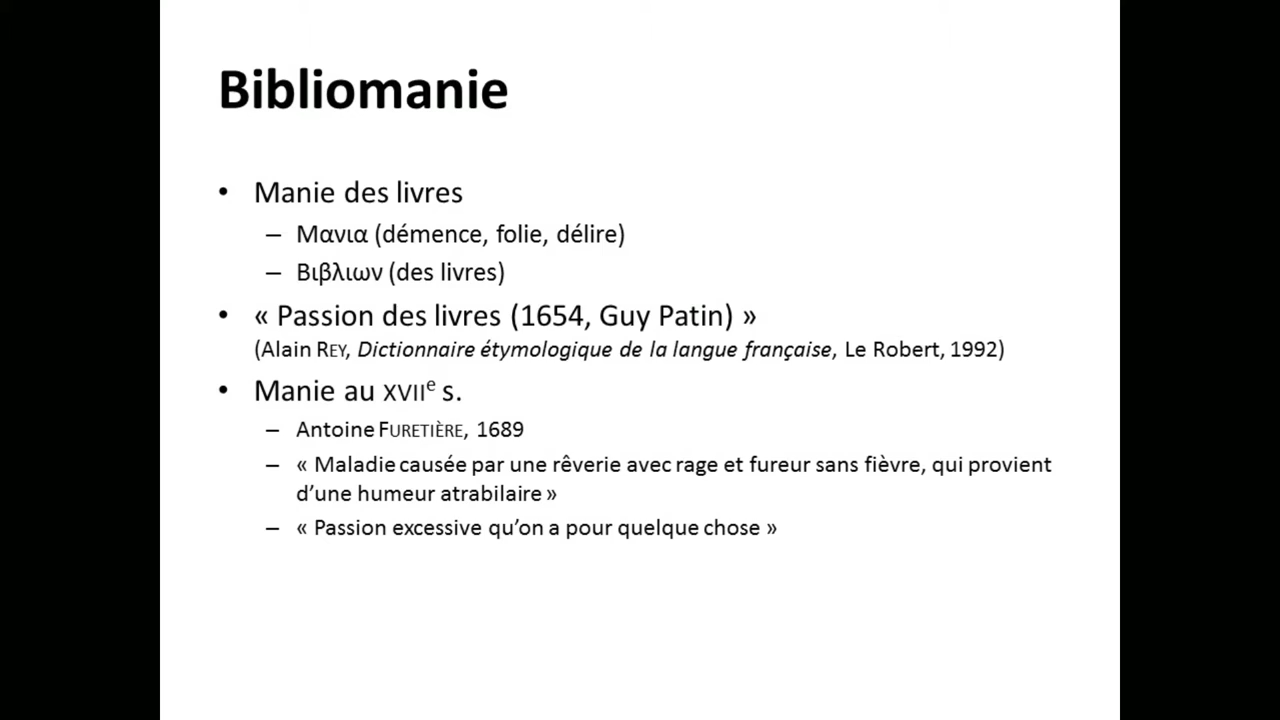 Bibliomanie
• Manie des livres
– Μανια (démence, folie, délire)
– Βιβλιων (des livres)
• « Passion des livres (1654, Guy Patin) »
(Alain REY, Dictionnaire étymologique de la langue française, Le Robert, 1992)
• Manie au XVIIe s.
– Antoine FURETIÈRE, 1689
– « Maladie causée par une rêverie avec rage et fureur sans fièvre, qui provient
d’une humeur atrabilaire »
– « Passion excessive qu’on a pour quelque chose »